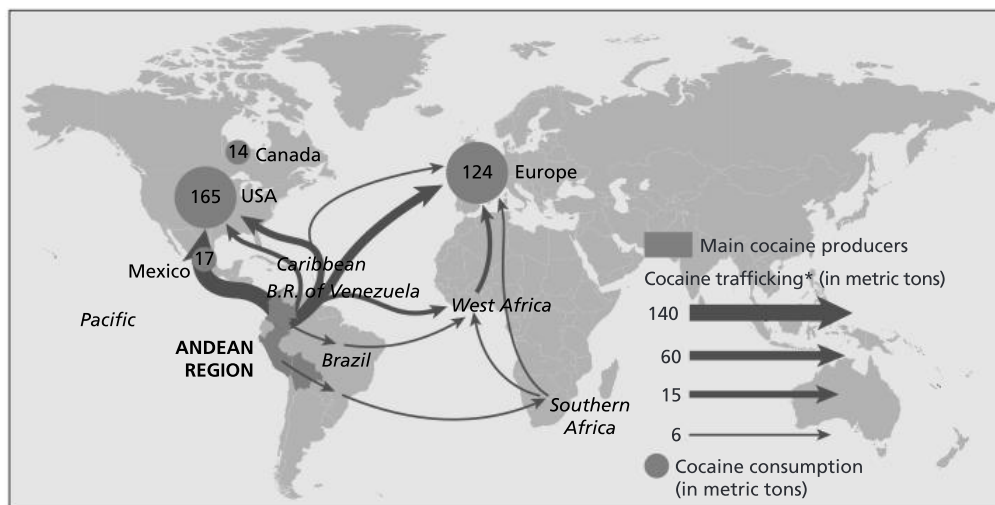 14 Canada
165 USA
124 Europe
17
Mexico
Caribbean
B.R. of Venezuela
West Africa
Pacific
ANDEAN
REGION
Brazil
Southern
Africa
Main cocaine producers
Cocaine trafficking* (in metric tons)
140
60
15
6
Cocaine consumption
(in metric tons)